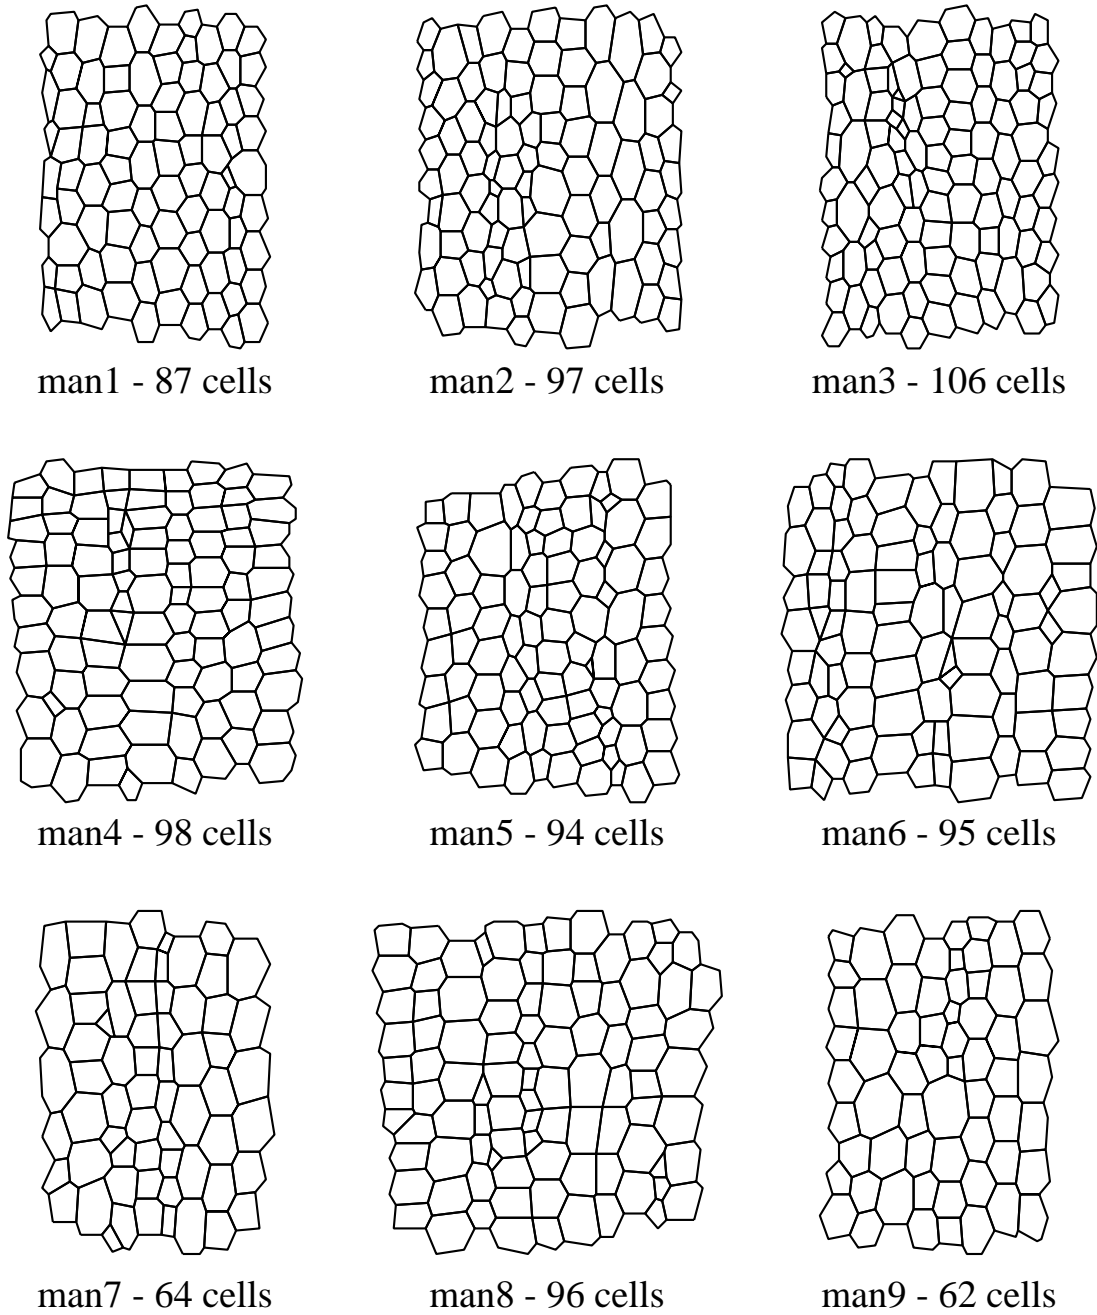 man1 - 87 cells
man2 - 97 cells
man3 - 106 cells
man4 - 98 cells
man5 - 94 cells
man6 - 95 cells
man7 - 64 cells
man8 - 96 cells
man9 - 62 cells